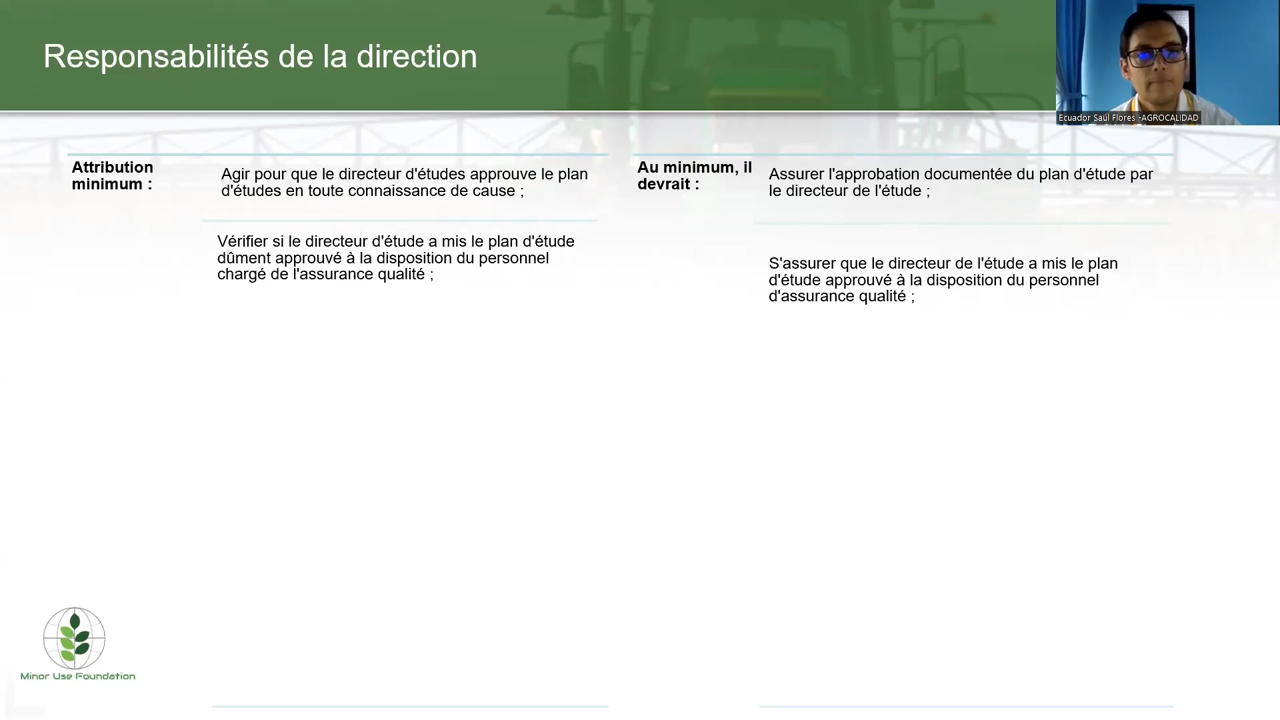 Responsabilités de la direction
Ecuador Saúl Flores -AGROCALIDAD
Attribution
minimum :
Agir pour que le directeur d'études approuve le plan
d'études en toute connaissance de cause ;
Vérifier si le directeur d'étude a mis le plan d'étude
dûment approuvé à la disposition du personnel
chargé de l'assurance qualité ;
Au minimum, il
devrait :
Assurer l'approbation documentée du plan d'étude par
le directeur de l'étude ;
S'assurer que le directeur de l'étude a mis le plan
d'étude approuvé à la disposition du personnel
d'assurance qualité ;
Minor Use Foundation